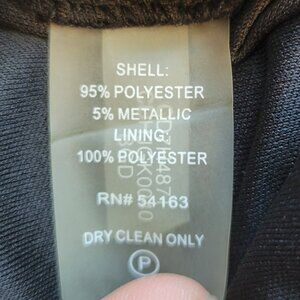 SHELL:
95% POLYESTER
5% METALLIC
LINING:
100% POLYESTER
RN# 54163
DRY CLEAN ONLY
P